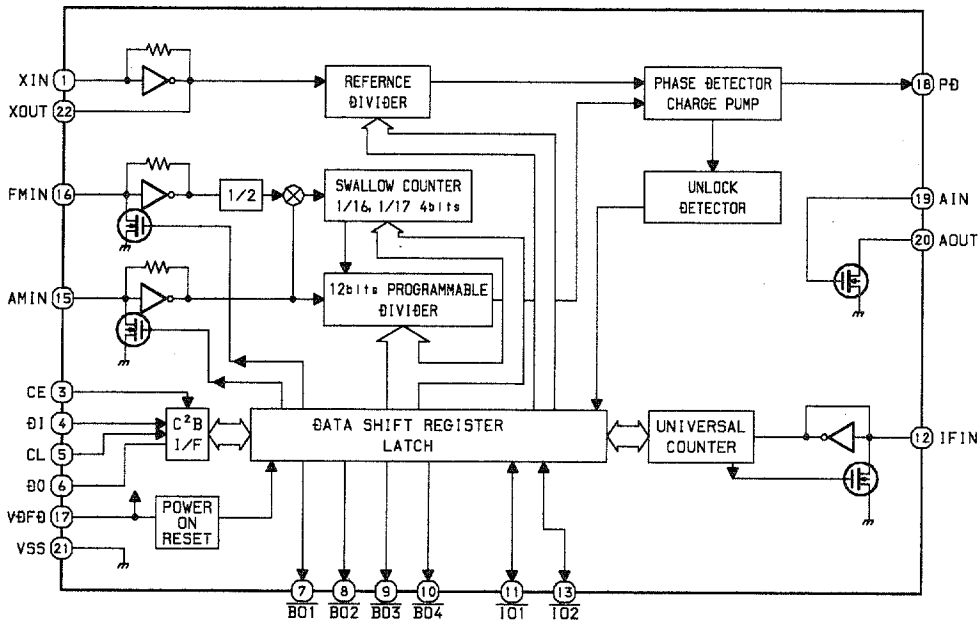 XIN 1
XOUT 22
FMIN 16
AMIN 15
CE 3
DI 4
CL 5
DO 6
VDFD 17
VSS 21
REFERNCE
DIVIDER
PHASE DETECTOR
CHARGE PUMP
18 PD
1/2
SWALLOW COUNTER
1/16, 1/17 4bits
UNLOCK
DETECTOR
19 AIN
20 AOUT
12bits PROGRAMMABLE
DIVIDER
C²B
I/F
DATA SHIFT REGISTER
LATCH
UNIVERSAL
COUNTER
12 IFIN
POWER
ON
RESET
7 8 9 10 11 13
BO1 BO2 BO3 BO4 IO1 IO2